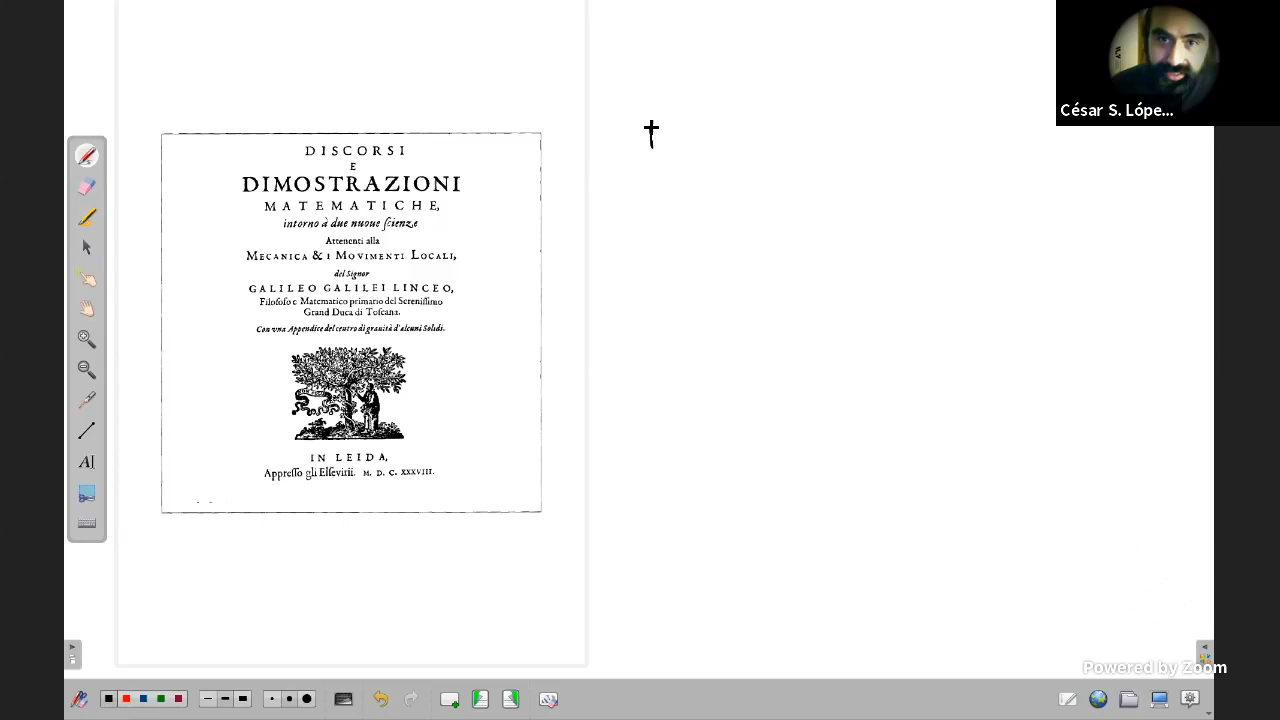 DISCORSI
E
DIMOSTRAZIONI
MATEMATICHE,
intorno à due nuoue ſcienze
Attenenti alla
MECANICA & i MOVIMENTI LOCALI,
del Signor
GALILEO GALILEI LINCEO,
Filoſofo e Matematico primario del Sereniſſimo
Grand Duca di Toſcana.
Con vna Appendice del centro di grauità d'alcuni Solidi.
IN LEIDA,
Appreſſo gli Elſevirii. M. D. C. XXXVIII.
†
César S. Lópe...
Powered by Zoom